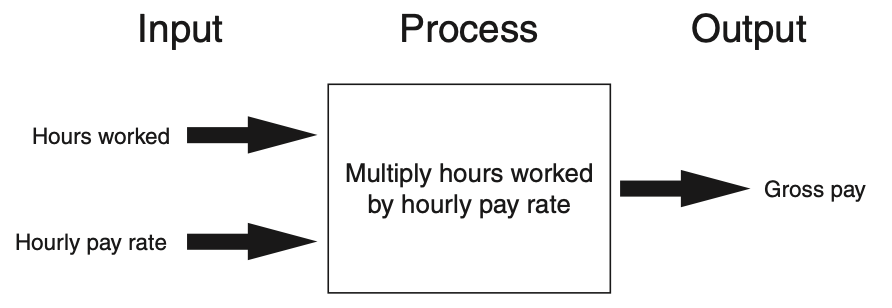 Input
Process
Output
Hours worked
Hourly pay rate
Multiply hours worked
by hourly pay rate
Gross pay